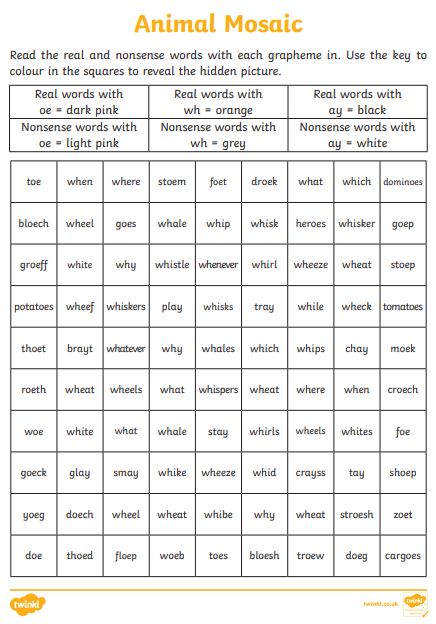 Animal Mosaic
Read the real and nonsense words with each grapheme in. Use the key to
colour in the squares to reveal the hidden picture.
Real words with
oe = dark pink
Real words with
wh = orange
Real words with
ay = black
Nonsense words with
oe = light pink
Nonsense words with
wh = grey
Nonsense words with
ay = white
toe when where stoem foet droek what which dominoes
bloech wheel goes whale whip whisk heroes whisker goep
groeff white why whistle whenever whirl wheeze wheat stoep
potatoes wheef whiskers play whisks tray while wheck tomatoes
thoet brayt whatever why whales which whips chay moek
roeth wheat wheels what whispers wheat where when croech
woe white what whale stay whirls wheels whites foe
goeck glay smay whike wheeze whid crayss tay shoep
yoeg doech wheel wheat whibe why wheat stroesh zoet
doe thoed floep woeb toes bloesh troew doeg cargoes
twinkl
twinkl.co.uk
twinkl